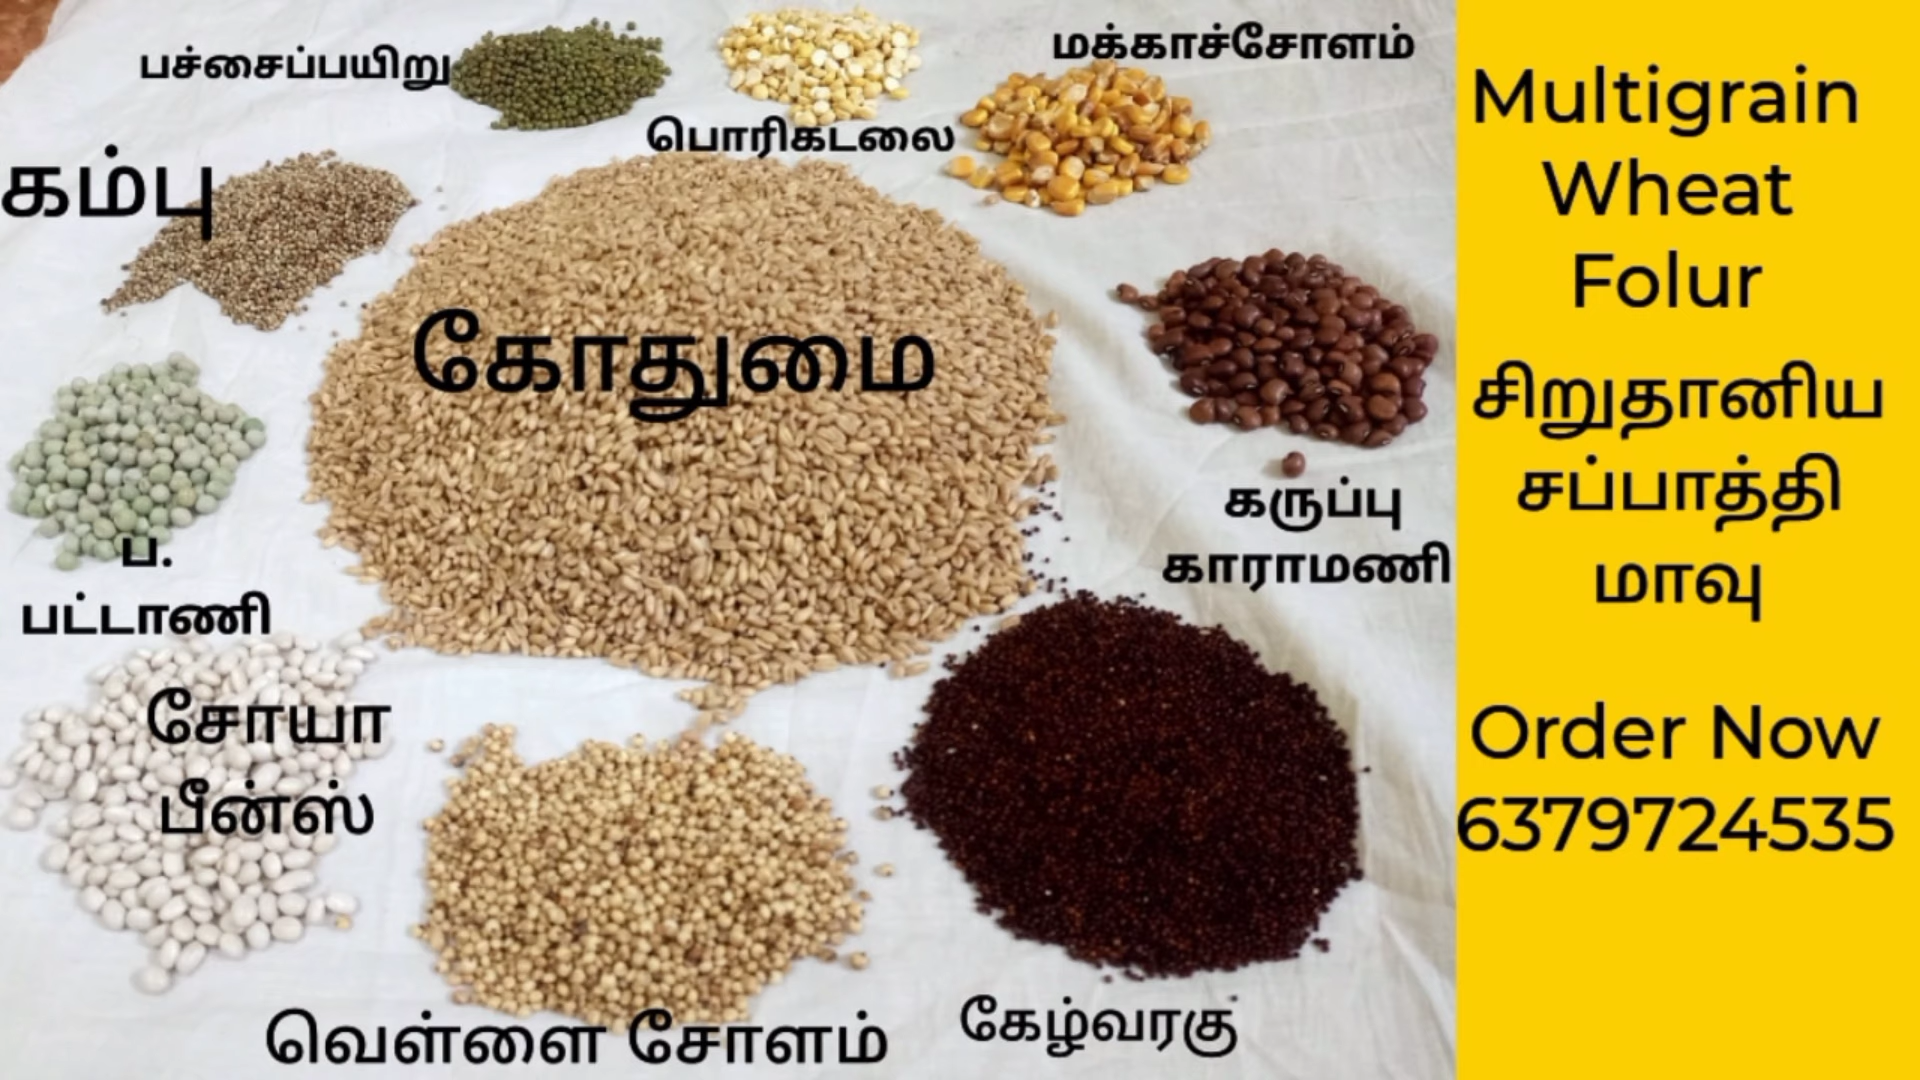 பச்சைப்பயிறு
மக்காச்சோளம்
பொரிகடலை
கம்பு
கோதுமை
கருப்பு
காராமணி
ப.
பட்டாணி
சோயா
பீன்ஸ்
வெள்ளை சோளம்
கேழ்வரகு
Multigrain
Wheat
Folur
சிறுதானிய
சப்பாத்தி
மாவு
Order Now
6379724535